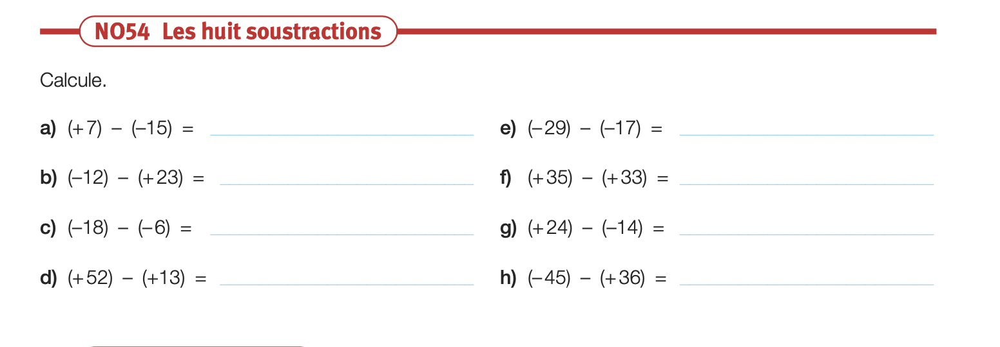 NO54 Les huit soustractions
Calcule.
a) (+7) – (–15) =
b) (–12) – (+23) =
c) (–18) – (–6) =
d) (+52) – (+13) =
e) (–29) – (–17) =
f) (+35) – (+33) =
g) (+24) – (–14) =
h) (–45) – (+36) =